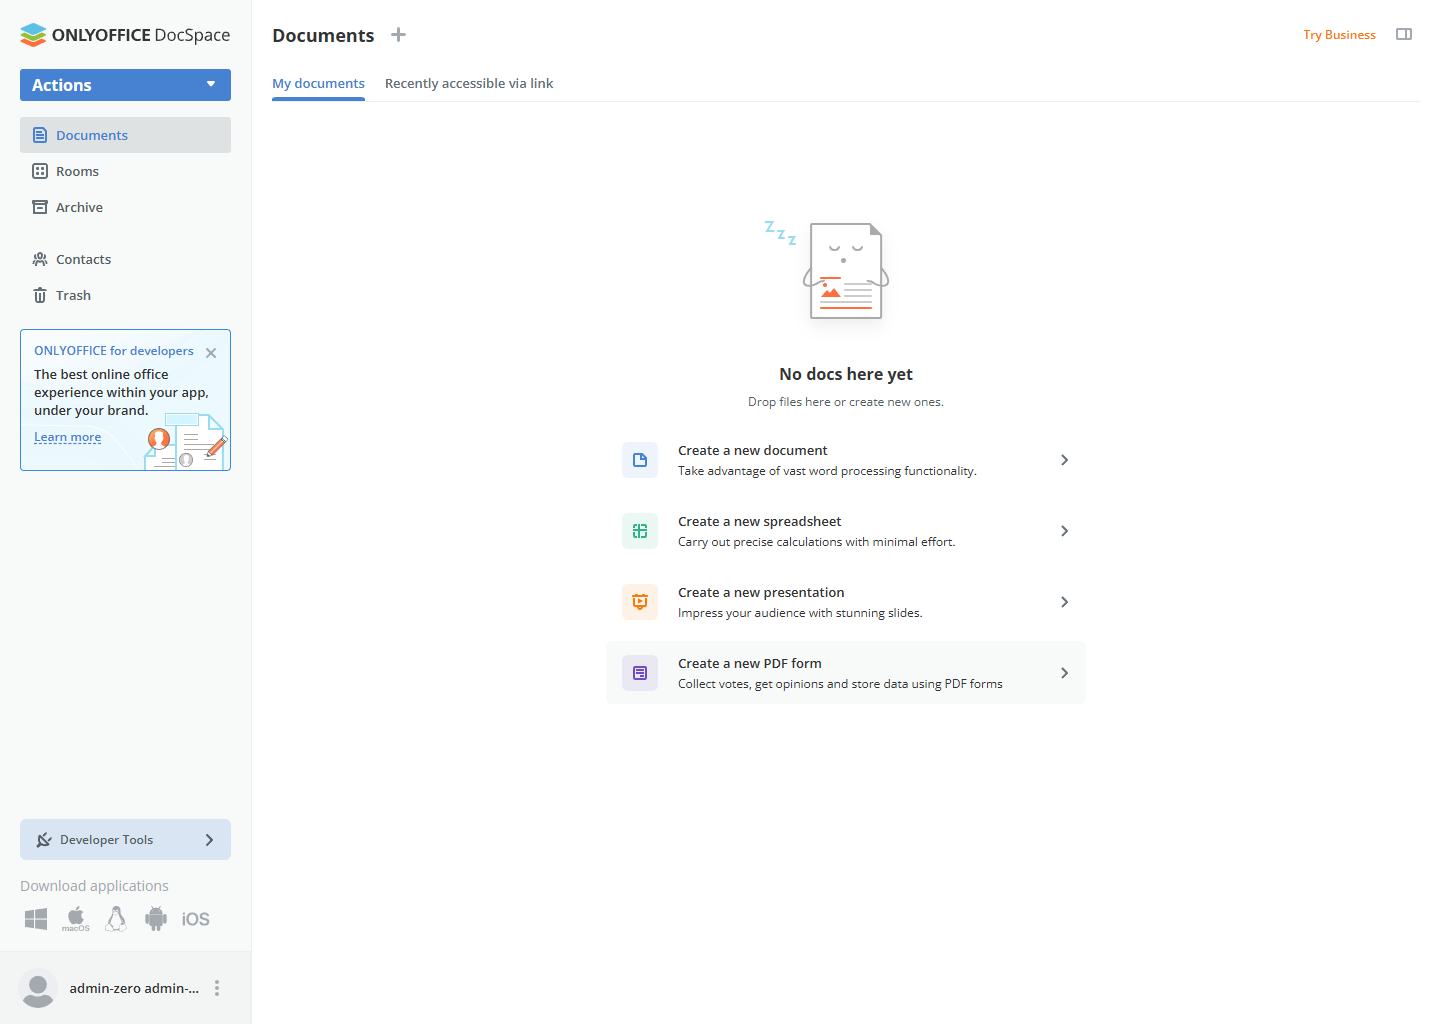 ONLYOFFICE DocSpace
Actions
Documents
Rooms
Archive
Contacts
Trash
ONLYOFFICE for developers
The best online office
experience within your app,
under your brand.
Learn more
Developer Tools
Download applications
macOS
iOS
admin-zero admin-...
Documents
Try Business
My documents
Recently accessible via link
Z z z
No docs here yet
Drop files here or create new ones.
Create a new document
Take advantage of vast word processing functionality.
Create a new spreadsheet
Carry out precise calculations with minimal effort.
Create a new presentation
Impress your audience with stunning slides.
Create a new PDF form
Collect votes, get opinions and store data using PDF forms